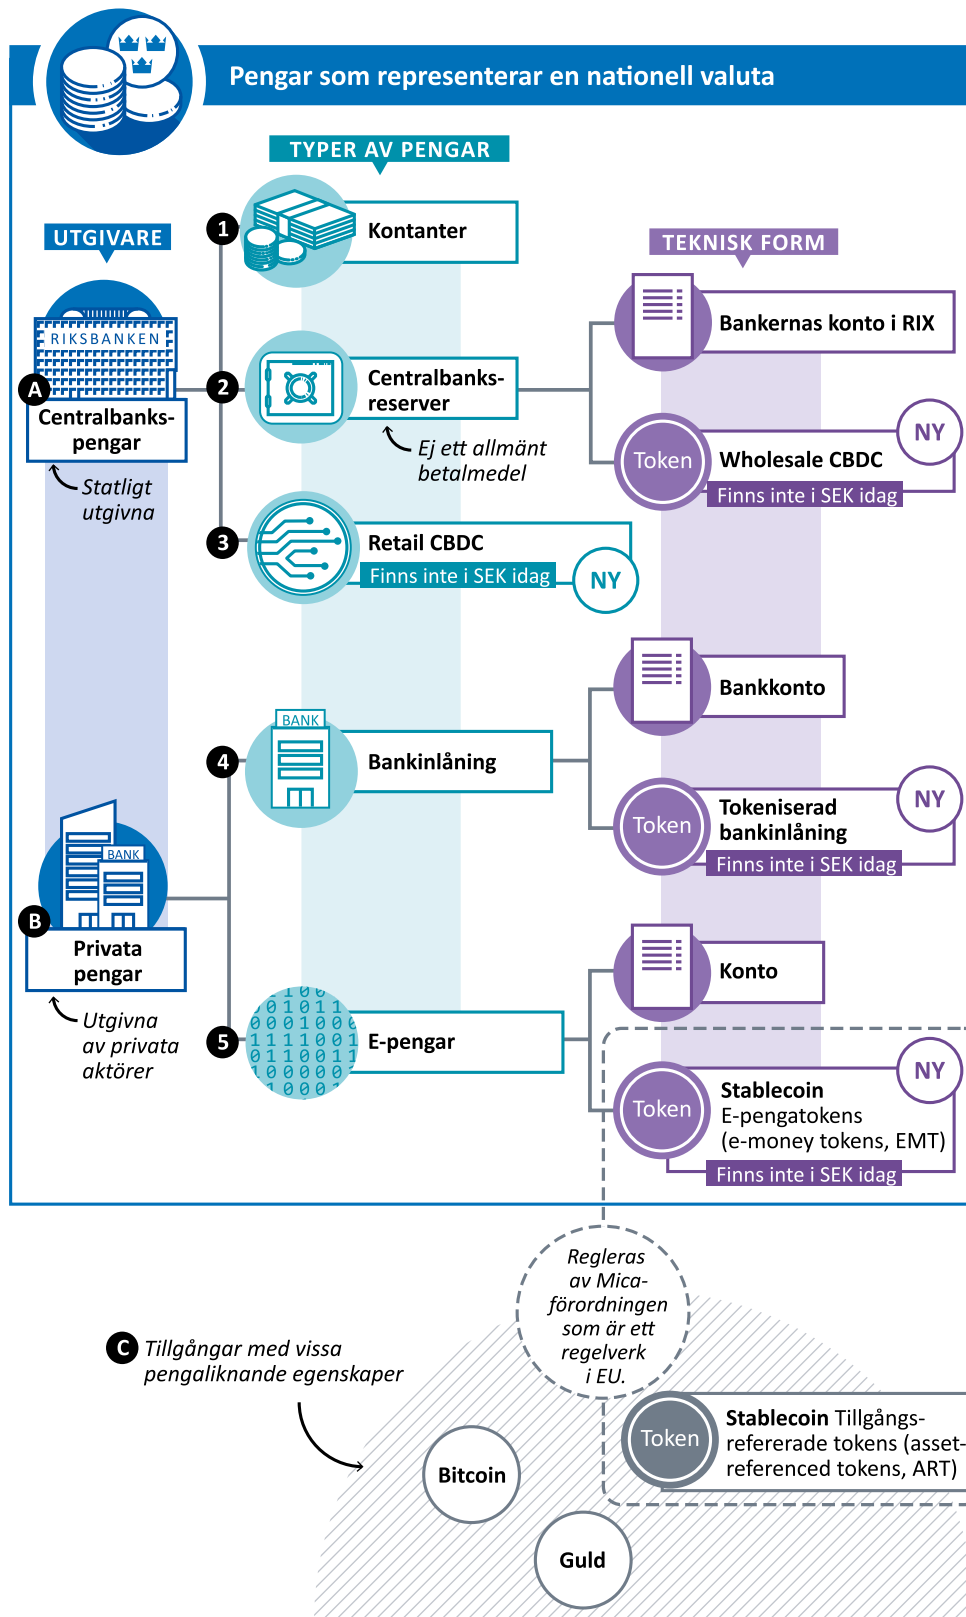 Pengar som representerar en nationell valuta
TYPER AV PENGAR
UTGIVARE
TEKNISK FORM
1
Kontanter
RIKSBANKEN
A
Centralbanks-
pengar
Statligt
utgivna
2
Centralbanks-
reserver
Ej ett allmänt
betalmedel
Bankernas konto i RIX
Token
Wholesale CBDC
NY
Finns inte i SEK idag
3
Retail CBDC
Finns inte i SEK idag
NY
BANK
B
Privata
pengar
Utgivna
av privata
aktörer
4
BANK
Bankinlåning
Bankkonto
Token
Tokeniserad
bankinlåning
NY
Finns inte i SEK idag
5
E-pengar
Konto
Token
Stablecoin
E-pengatokens
(e-money tokens, EMT)
NY
Finns inte i SEK idag
Regleras
av Mica-
förordningen
som är ett
regelverk
i EU.
C
Tillgångar med vissa
pengaliknande egenskaper
Bitcoin
Guld
Token
Stablecoin Tillgångs-
refererade tokens (asset-
referenced tokens, ART)